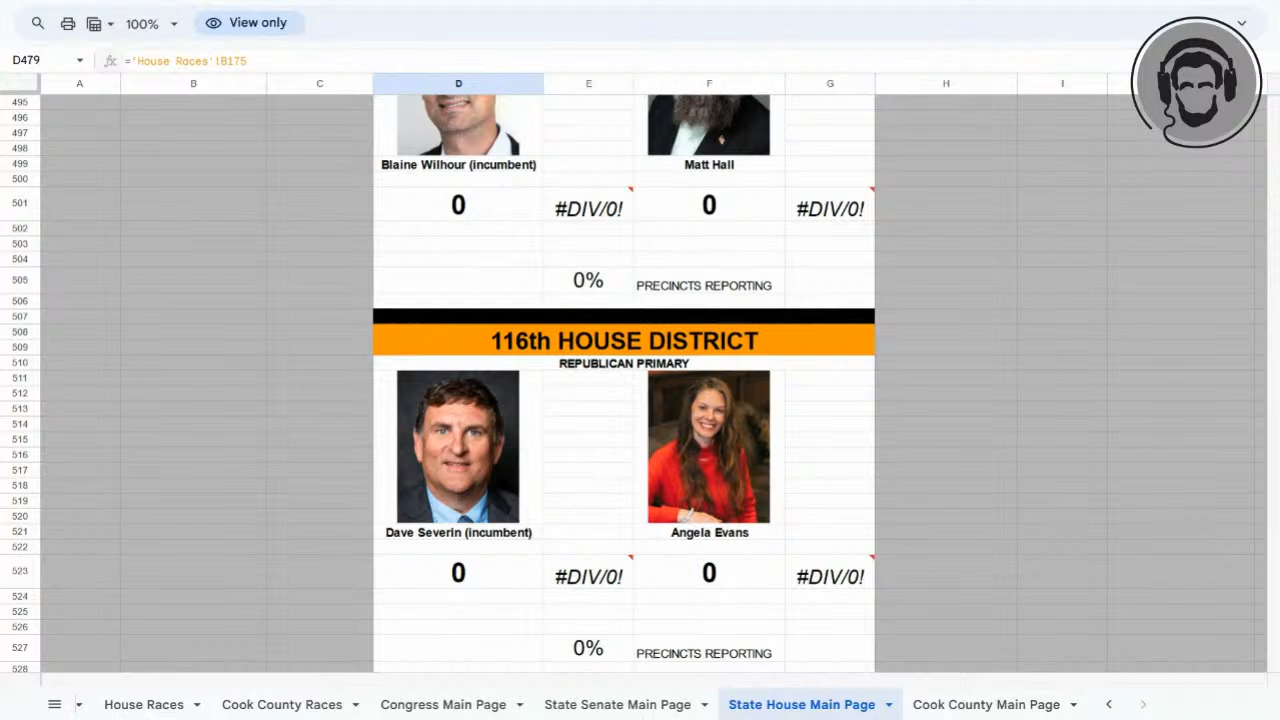 100%
View only
D479
fx
='House Races'!B175
A B C D E F G H I
495
496
497
498
499 Blaine Wilhour (incumbent) Matt Hall
500
501 0 #DIV/0! 0 #DIV/0!
502
503
504
505 0% PRECINCTS REPORTING
506
507
508 116th HOUSE DISTRICT
509
510 REPUBLICAN PRIMARY
511
512
513
514
515
516
517
518
519
520
521 Dave Severin (incumbent) Angela Evans
522
523 0 #DIV/0! 0 #DIV/0!
524
525
526
527 0% PRECINCTS REPORTING
528
House Races Cook County Races Congress Main Page State Senate Main Page State House Main Page Cook County Main Page